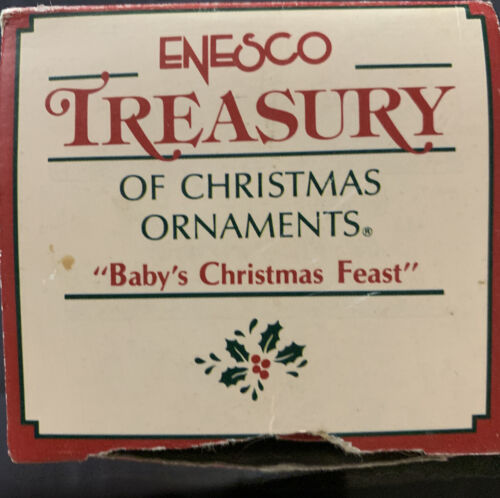 ENESCO
TREASURY
OF CHRISTMAS
ORNAMENTS®
“Baby’s Christmas Feast”